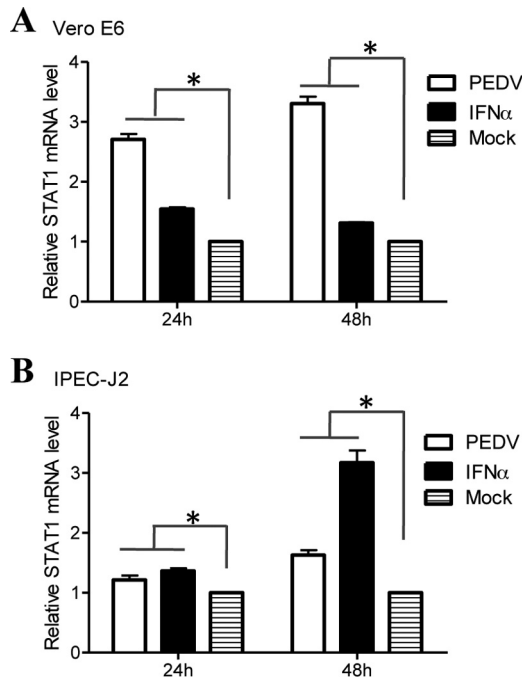 A Vero E6
Relative STAT1 mRNA level
4
3
2
1
0
*
*
PEDV
IFNα
Mock
24h
48h
B IPEC-J2
Relative STAT1 mRNA level
4
3
2
1
0
*
*
PEDV
IFNα
Mock
24h
48h